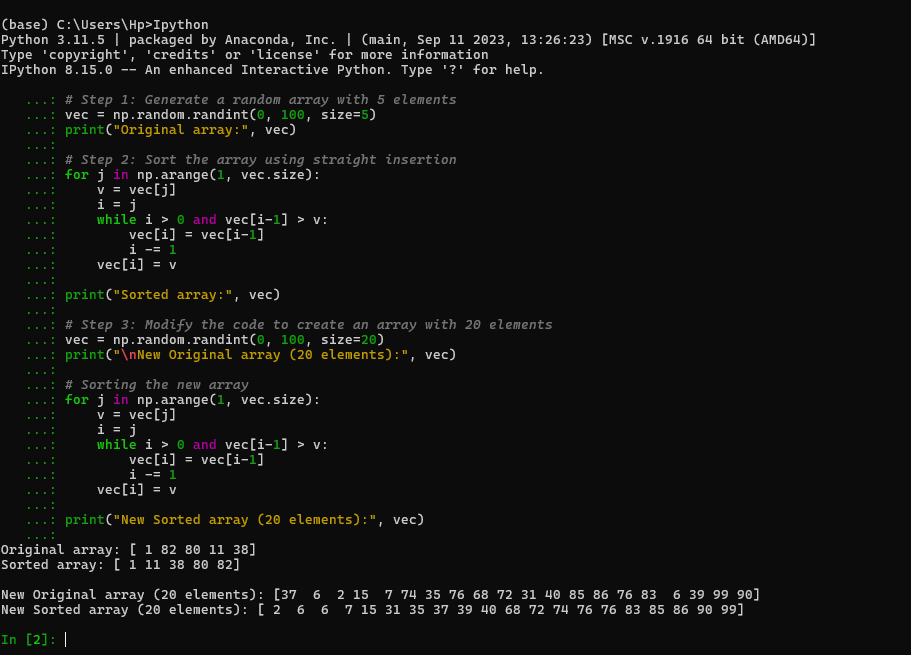 (base) C:\Users\Hp>Ipython
Python 3.11.5 | packaged by Anaconda, Inc. | (main, Sep 11 2023, 13:26:23) [MSC v.1916 64 bit (AMD64)]
Type 'copyright', 'credits' or 'license' for more information
IPython 8.15.0 -- An enhanced Interactive Python. Type '?' for help.
   ...: # Step 1: Generate a random array with 5 elements
   ...: vec = np.random.randint(0, 100, size=5)
   ...: print("Original array:", vec)
   ...:
   ...: # Step 2: Sort the array using straight insertion
   ...: for j in np.arange(1, vec.size):
   ...:     v = vec[j]
   ...:     i = j
   ...:     while i > 0 and vec[i-1] > v:
   ...:         vec[i] = vec[i-1]
   ...:         i -= 1
   ...:     vec[i] = v
   ...:
   ...: print("Sorted array:", vec)
   ...:
   ...: # Step 3: Modify the code to create an array with 20 elements
   ...: vec = np.random.randint(0, 100, size=20)
   ...: print("\nNew Original array (20 elements):", vec)
   ...:
   ...: # Sorting the new array
   ...: for j in np.arange(1, vec.size):
   ...:     v = vec[j]
   ...:     i = j
   ...:     while i > 0 and vec[i-1] > v:
   ...:         vec[i] = vec[i-1]
   ...:         i -= 1
   ...:     vec[i] = v
   ...:
   ...: print("New Sorted array (20 elements):", vec)
   ...:
Original array: [ 1 82 80 11 38]
Sorted array: [ 1 11 38 80 82]
New Original array (20 elements): [37  6  2 15  7 74 35 76 68 72 31 40 85 86 76 83  6 39 99 90]
New Sorted array (20 elements): [ 2  6  6  7 15 31 35 37 39 40 68 72 74 76 76 83 85 86 90 99]
In [2]: